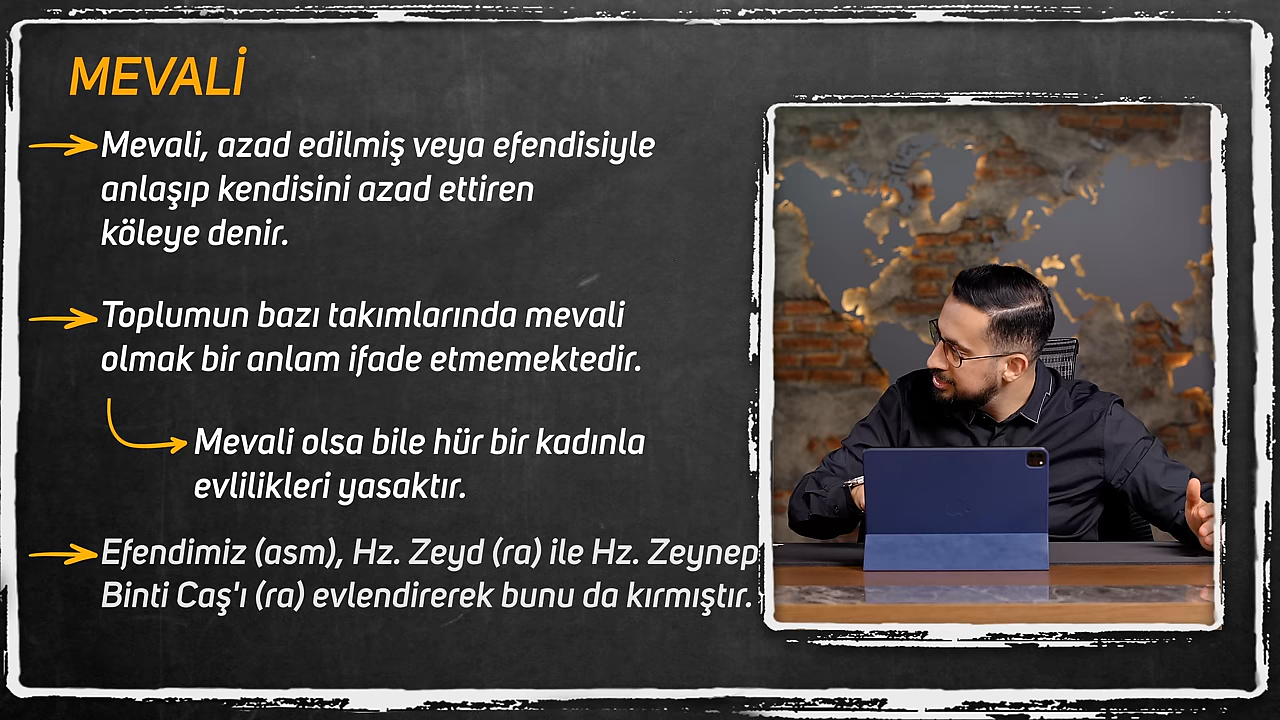 MEVALİ
Mevali, azad edilmiş veya efendisiyle
anlaşıp kendisini azad ettiren
köleye denir.
Toplumun bazı takımlarında mevali
olmak bir anlam ifade etmemektedir.
Mevali olsa bile hür bir kadınla
evlilikleri yasaktır.
Efendimiz (asm), Hz. Zeyd (ra) ile Hz. Zeynep
Binti Caş'ı (ra) evlendirerek bunu da kırmıştır.